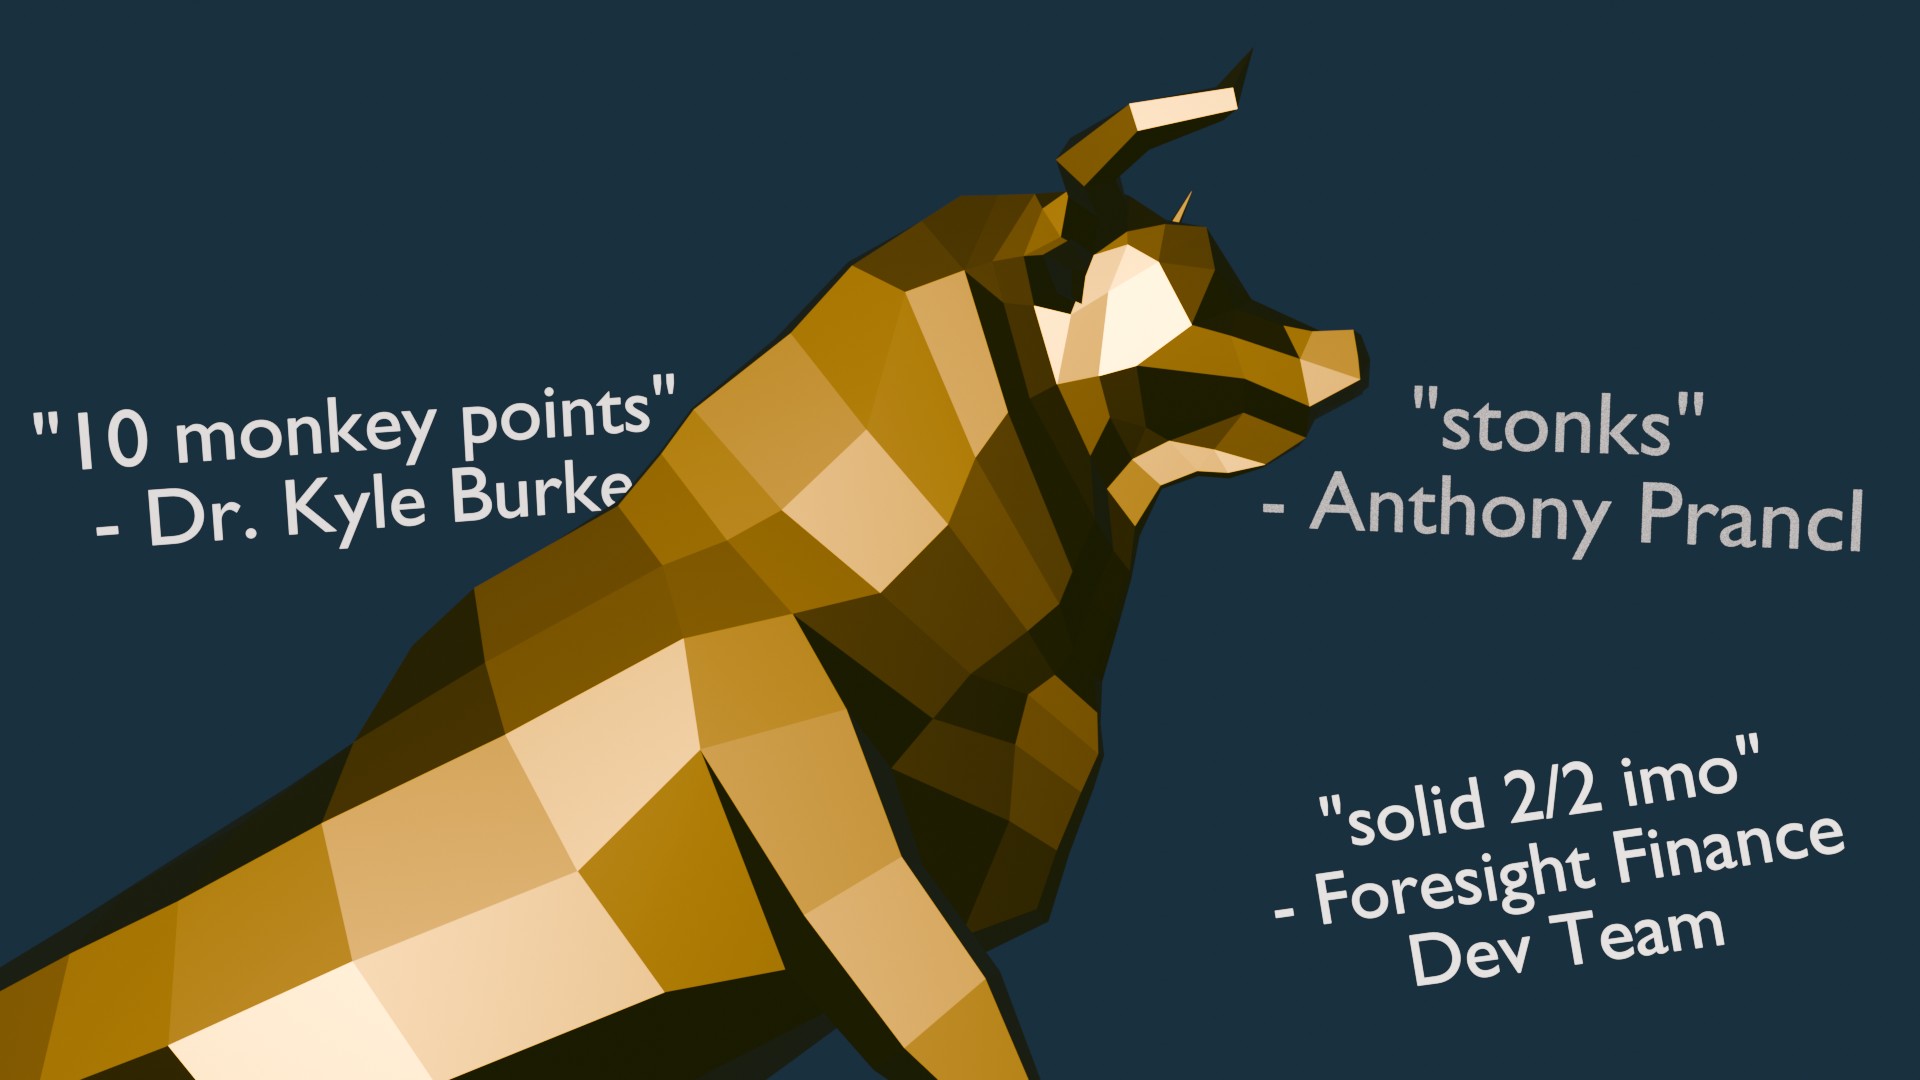 "10 monkey points"
- Dr. Kyle Burke
"stonks"
- Anthony Prancl
"solid 2/2 imo"
- Foresight Finance
Dev Team